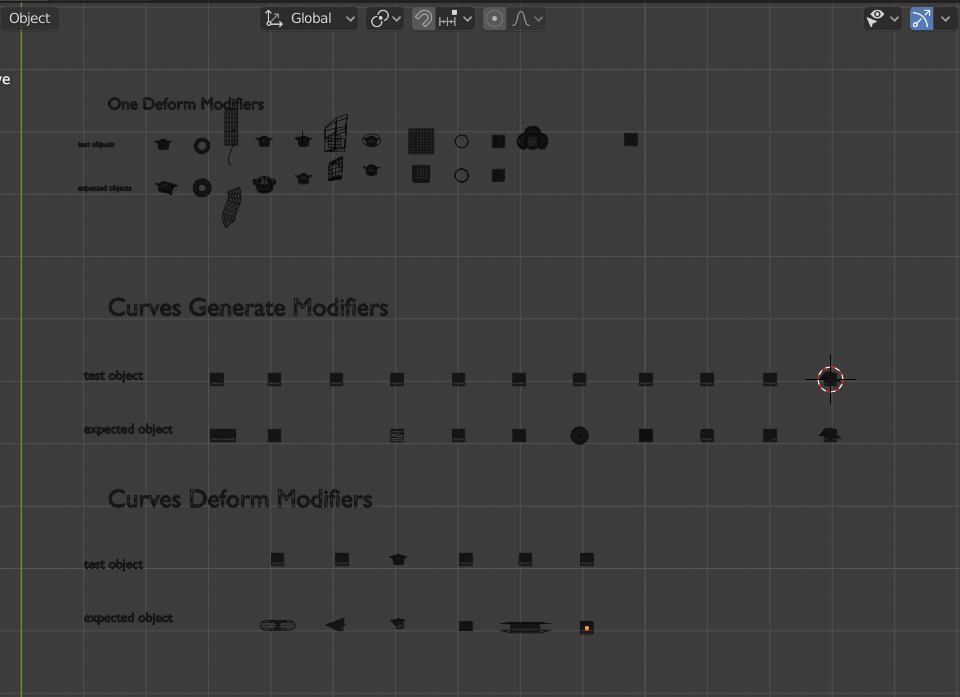 Object
Global
ve
One Deform Modifiers
test objects
expected objects
Curves Generate Modifiers
test object
expected object
Curves Deform Modifiers
test object
expected object